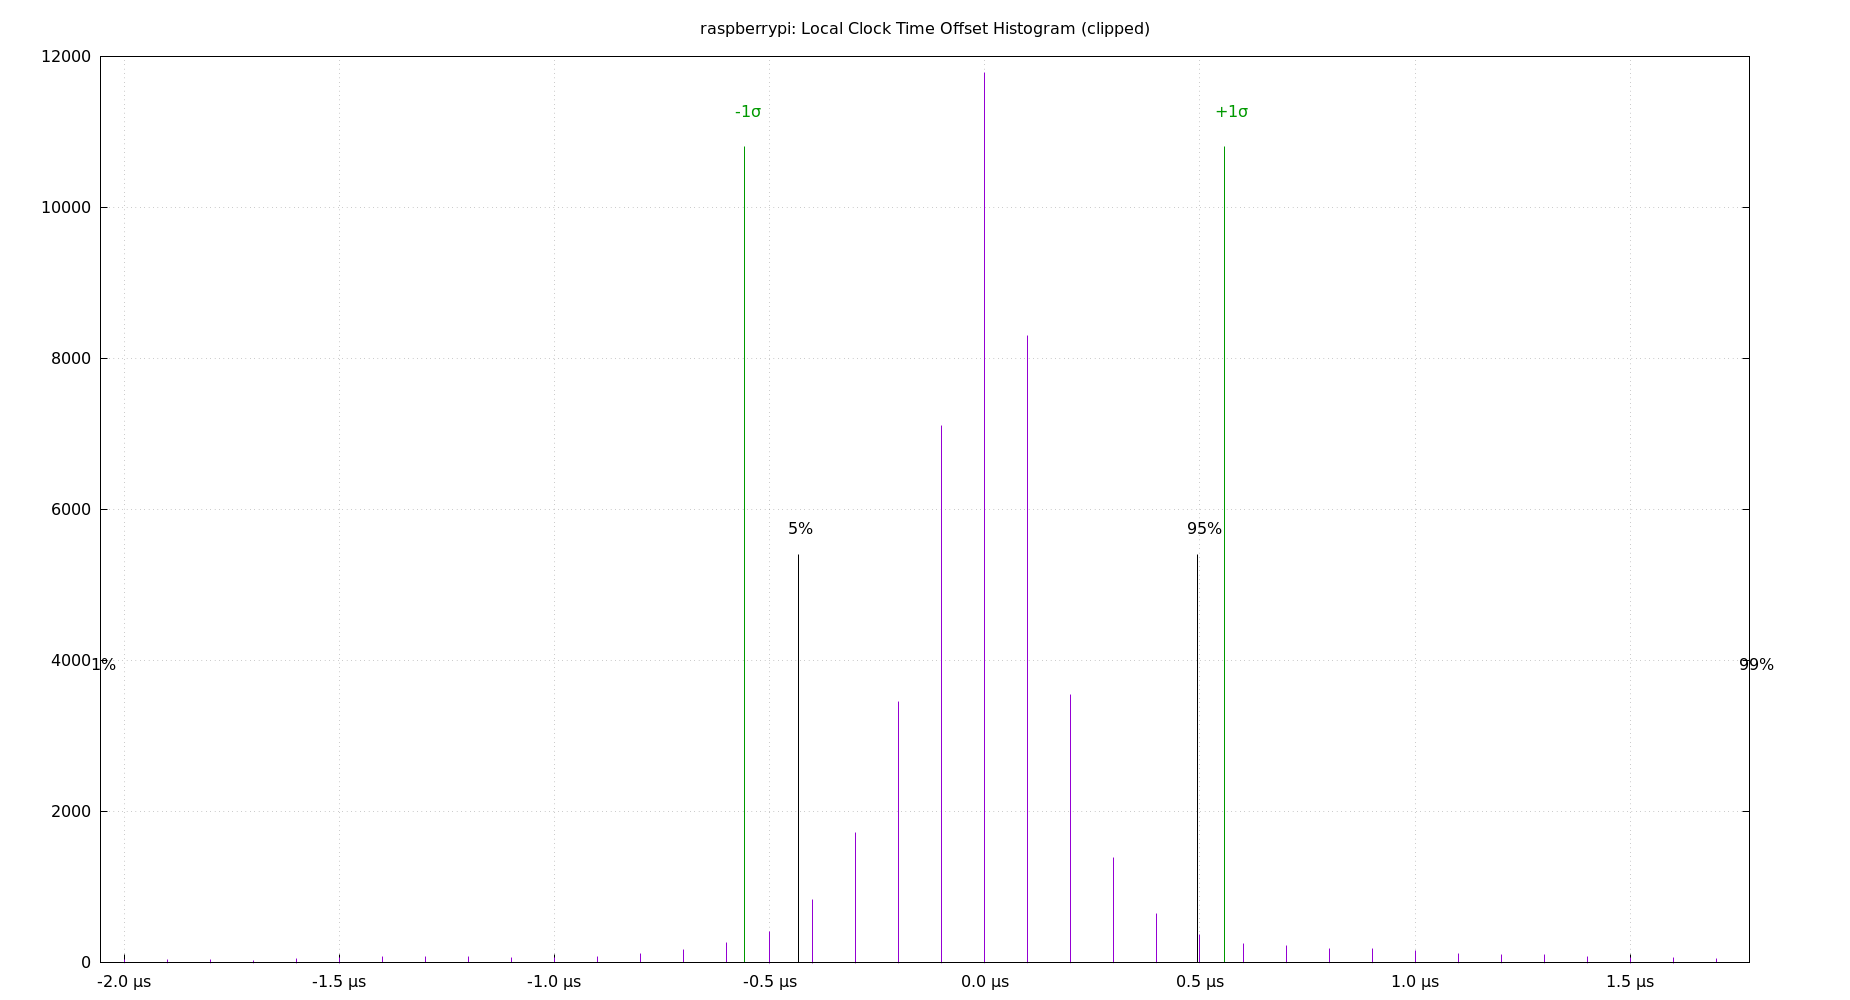 raspberrypi: Local Clock Time Offset Histogram (clipped)
12000
-1σ
+1σ
10000
8000
6000
5%
95%
4000
1%
99%
2000
0
-2.0 µs
-1.5 µs
-1.0 µs
-0.5 µs
0.0 µs
0.5 µs
1.0 µs
1.5 µs